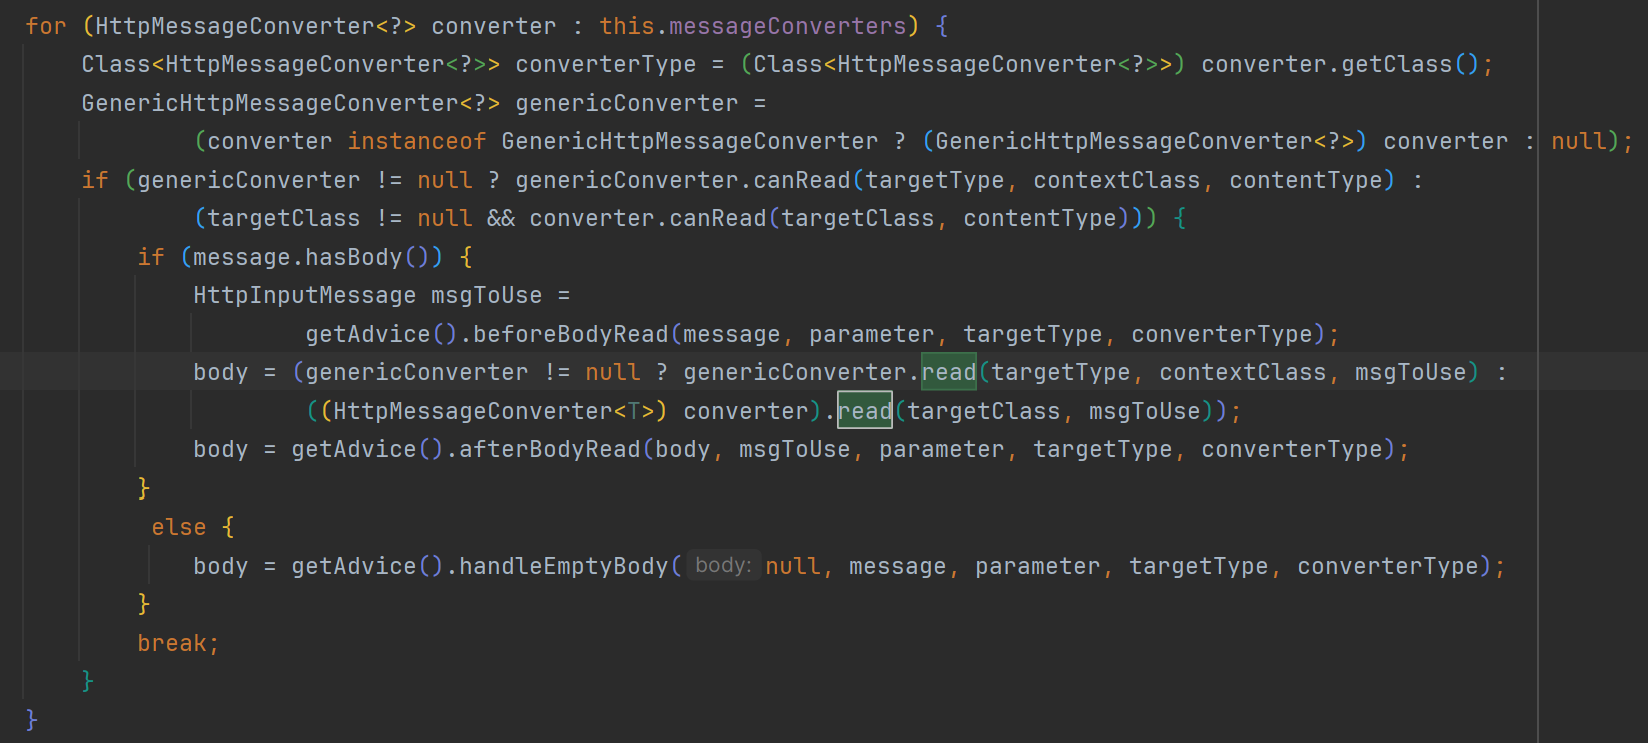 for (HttpMessageConverter<?> converter : this.messageConverters) {
Class<HttpMessageConverter<?>> converterType = (Class<HttpMessageConverter<?>>) converter.getClass();
GenericHttpMessageConverter<?> genericConverter =
(converter instanceof GenericHttpMessageConverter ? (GenericHttpMessageConverter<?>) converter : null);
if (genericConverter != null ? genericConverter.canRead(targetType, contextClass, contentType) :
(targetClass != null && converter.canRead(targetClass, contentType))) {
if (message.hasBody()) {
HttpInputMessage msgToUse =
getAdvice().beforeBodyRead(message, parameter, targetType, converterType);
body = (genericConverter != null ? genericConverter.read(targetType, contextClass, msgToUse) :
((HttpMessageConverter<T>) converter).read(targetClass, msgToUse));
body = getAdvice().afterBodyRead(body, msgToUse, parameter, targetType, converterType);
}
else {
body = getAdvice().handleEmptyBody( body: null, message, parameter, targetType, converterType);
}
break;
}
}